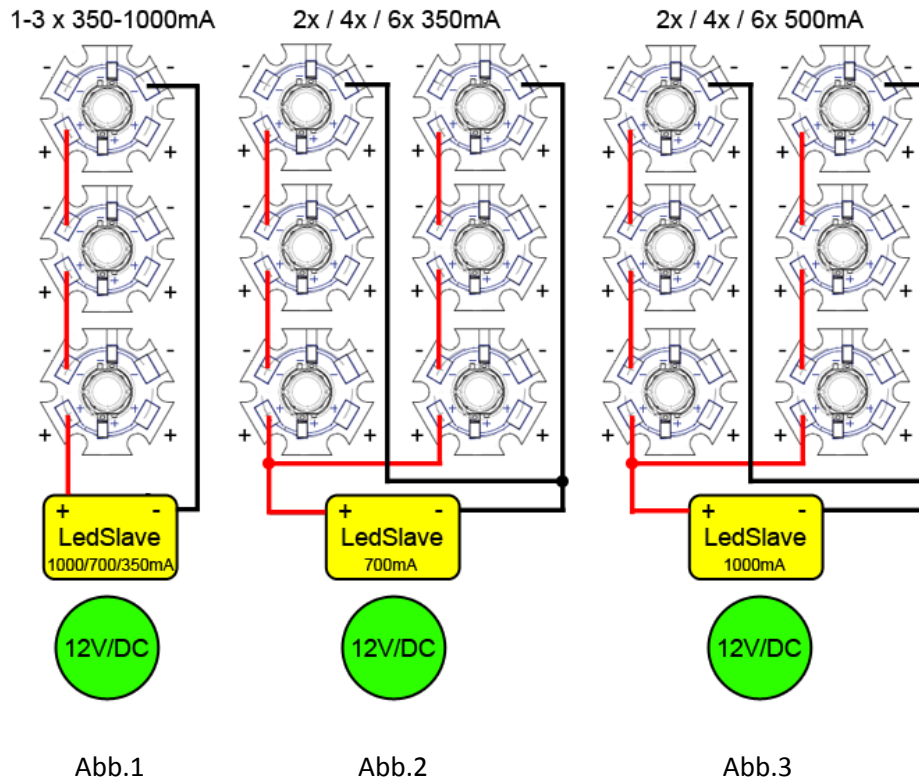 1-3 x 350-1000mA
2x / 4x / 6x 350mA
2x / 4x / 6x 500mA
- -
- -
- -
+ +
+ +
+ +
- -
- -
- -
+ +
+ +
+ +
- -
- -
- -
+ +
+ +
+ +
+ -
LedSlave
1000/700/350mA
+ -
LedSlave
700mA
+ -
LedSlave
1000mA
12V/DC
12V/DC
12V/DC
Abb.1
Abb.2
Abb.3